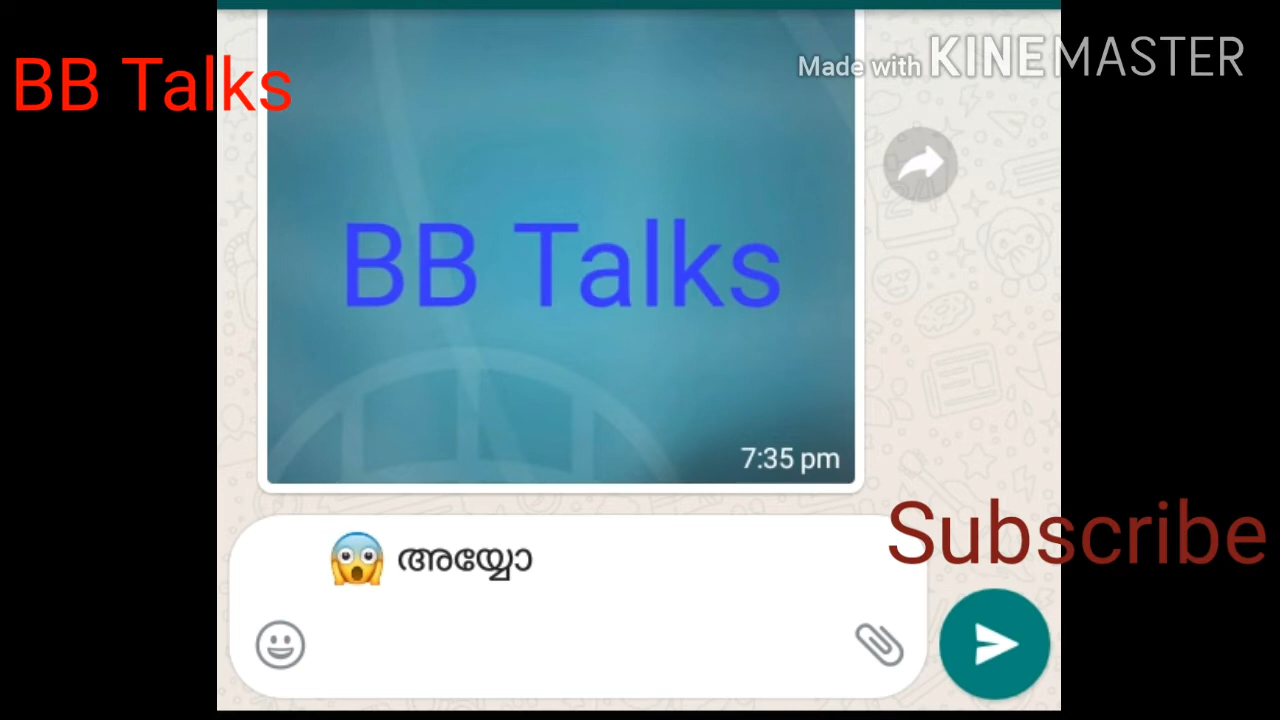 BB Talks
Made with KINEMASTER
BB Talks
7:35 pm
Subscribe
😱 അയ്യോ